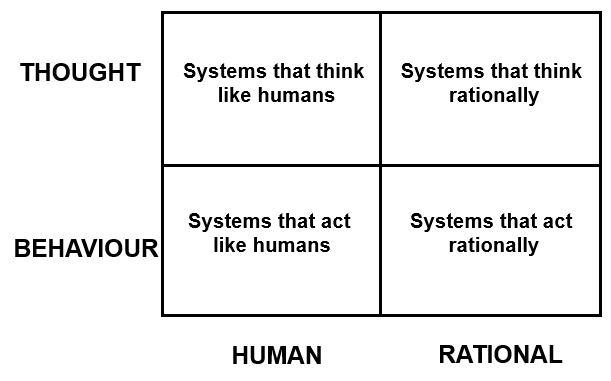 THOUGHT
Systems that think
like humans
Systems that think
rationally
BEHAVIOUR
Systems that act
like humans
Systems that act
rationally
HUMAN
RATIONAL